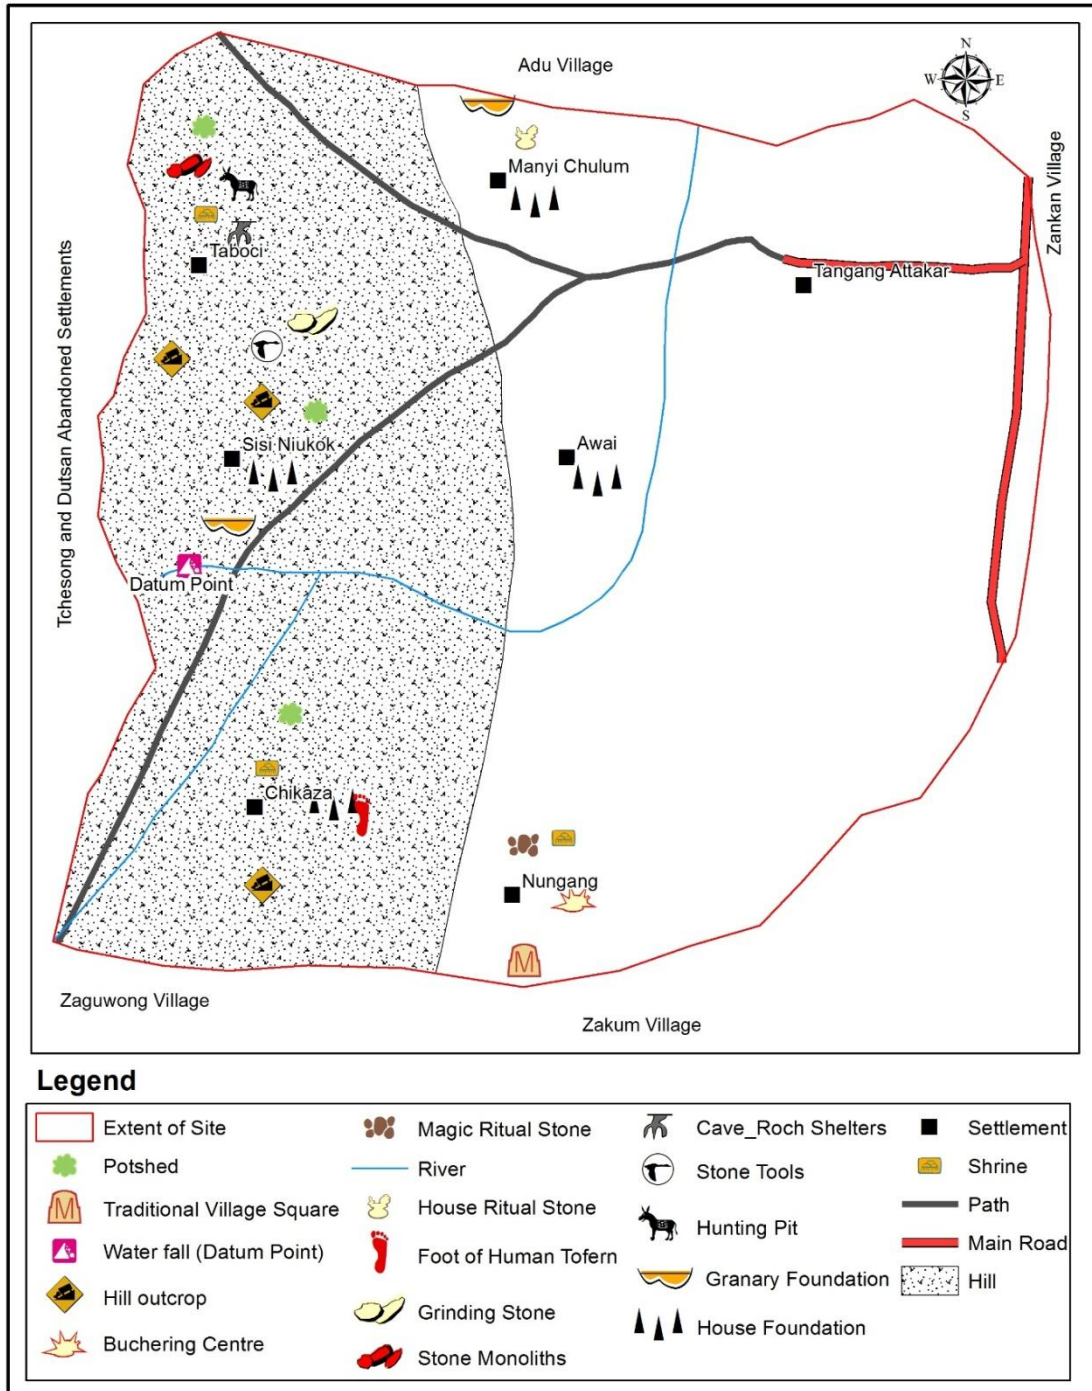 Adu Village
N
W E
S
Zankan Village
Manyi Chulum
Taboci
Tangang Attakar
Tchesong and Dutsan Abandoned Settlements
Sisi Niukok
Awai
Datum Point
Chikaza
Nungang
M
Zaguwong Village
Zakum Village
Legend
Extent of Site
Potshed
M Traditional Village Square
Water fall (Datum Point)
Hill outcrop
Buchering Centre
Magic Ritual Stone
River
House Ritual Stone
Foot of Human Tofern
Grinding Stone
Stone Monoliths
Cave_Roch Shelters
Stone Tools
Hunting Pit
Granary Foundation
House Foundation
Settlement
Shrine
Path
Main Road
Hill